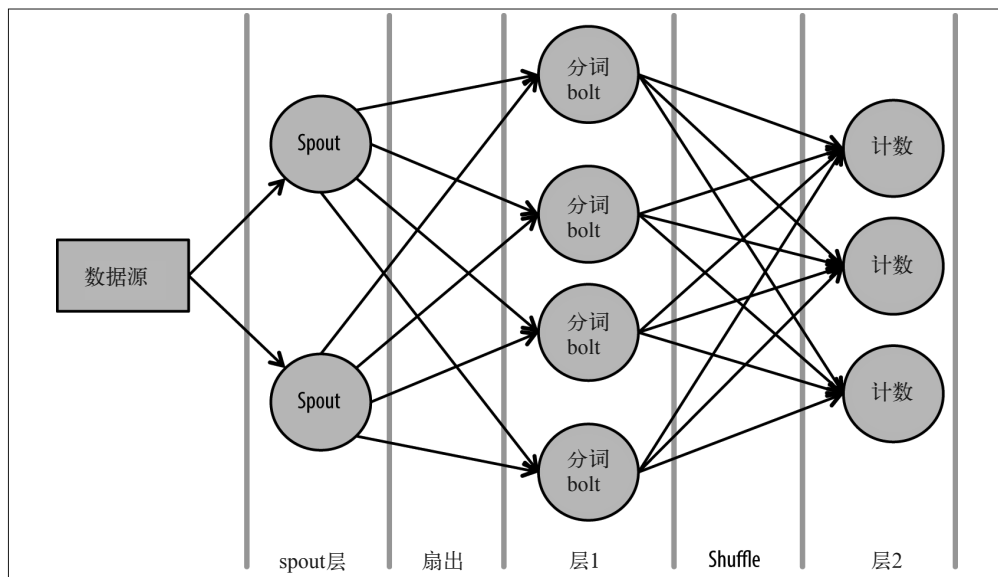 数据源
Spout
Spout
分词
bolt
分词
bolt
分词
bolt
分词
bolt
计数
计数
计数
spout层
扇出
层1
Shuffle
层2